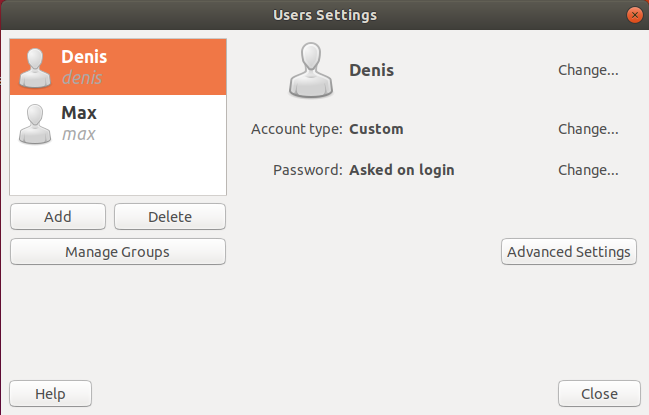 Users Settings
Denis
denis
Max
max
Add
Delete
Manage Groups
Denis
Change...
Account type: Custom
Change...
Password: Asked on login
Change...
Advanced Settings
Help
Close